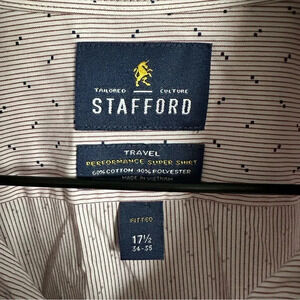 TAILORED CULTURE
STAFFORD
TRAVEL
PERFORMANCE SUPER SHIRT
60% COTTON 40% POLYESTER
MADE IN VIETNAM
FITTED
17½
34-35